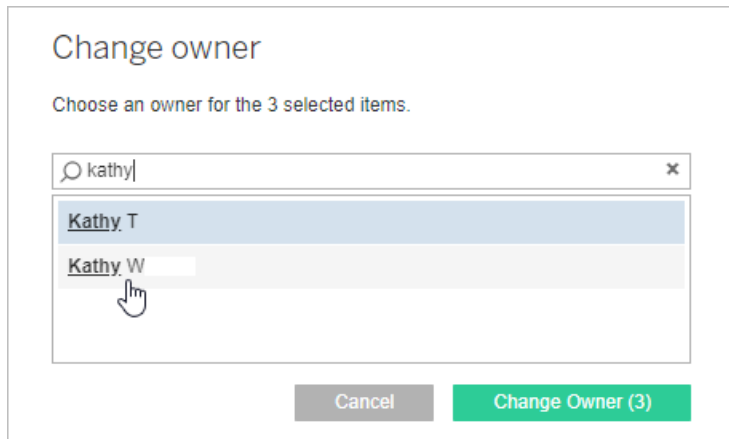 Change owner
Choose an owner for the 3 selected items.
kathy
Kathy T
Kathy W
Cancel Change Owner (3)